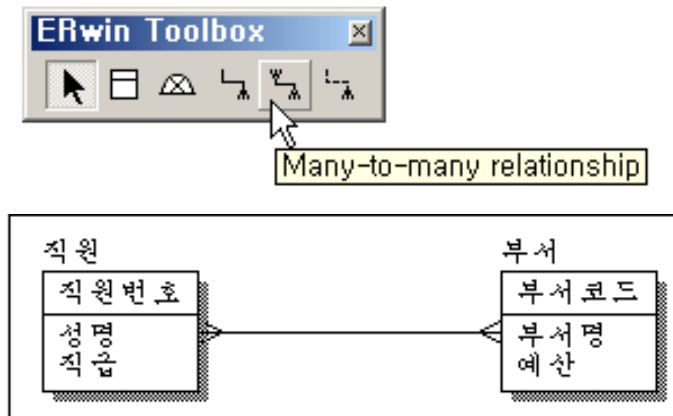 ERwin Toolbox
Many-to-many relationship
직원
직원번호
성명
직급
부서
부서코드
부서명
예산